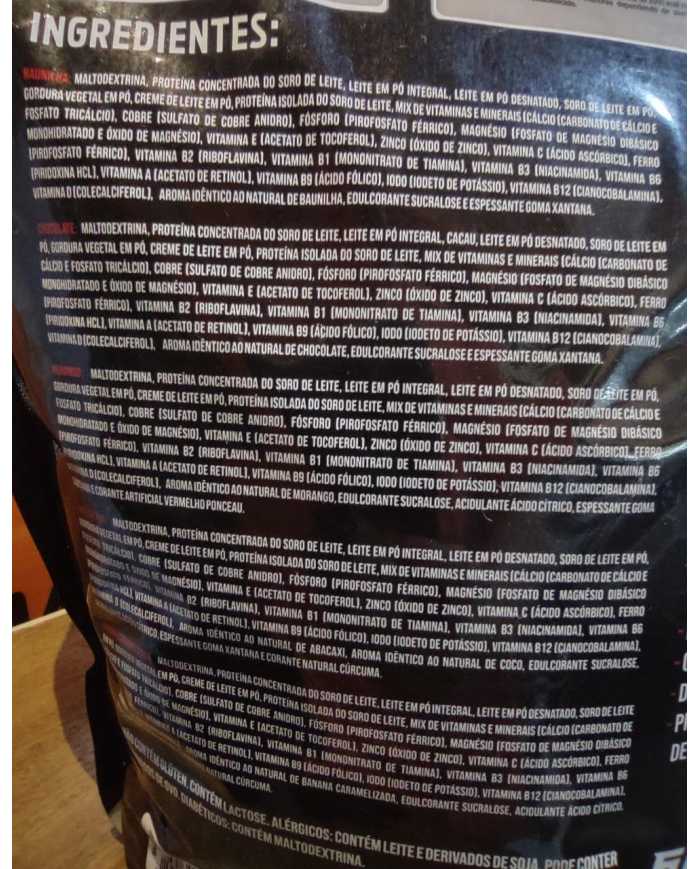 INGREDIENTES:
BAUNILHA: MALTODEXTRINA, PROTEÍNA CONCENTRADA DO SORO DE LEITE, LEITE EM PÓ INTEGRAL, LEITE EM PÓ DESNATADO, SORO DE LEITE EM PÓ,
GORDURA VEGETAL EM PÓ, CREME DE LEITE EM PÓ, PROTEÍNA ISOLADA DO SORO DE LEITE, MIX DE VITAMINAS E MINERAIS (CÁLCIO (CARBONATO DE CÁLCIO E
FOSFATO TRICÁLCIO), COBRE (SULFATO DE COBRE ANIDRO), FÓSFORO (PIROFOSFATO FÉRRICO), MAGNÉSIO (FOSFATO DE MAGNÉSIO DIBÁSICO
MONOHIDRATADO E ÓXIDO DE MAGNÉSIO), VITAMINA E (ACETATO DE TOCOFEROL), ZINCO (ÓXIDO DE ZINCO), VITAMINA C (ÁCIDO ASCÓRBICO), FERRO
(PIROFOSFATO FÉRRICO), VITAMINA B2 (RIBOFLAVINA), VITAMINA B1 (MONONITRATO DE TIAMINA), VITAMINA B3 (NIACINAMIDA), VITAMINA B6
(PIRIDOXINA HCL), VITAMINA A (ACETATO DE RETINOL), VITAMINA B9 (ÁCIDO FÓLICO), IODO (IODETO DE POTÁSSIO), VITAMINA B12 (CIANOCOBALAMINA),
VITAMINA D (COLECALCIFEROL), AROMA IDÊNTICO AO NATURAL DE BAUNILHA, EDULCORANTE SUCRALOSE E ESPESSANTE GOMA XANTANA.
CHOCOLATE: MALTODEXTRINA, PROTEÍNA CONCENTRADA DO SORO DE LEITE, LEITE EM PÓ INTEGRAL, CACAU, LEITE EM PÓ DESNATADO, SORO DE LEITE EM
PÓ, GORDURA VEGETAL EM PÓ, CREME DE LEITE EM PÓ, PROTEÍNA ISOLADA DO SORO DE LEITE, MIX DE VITAMINAS E MINERAIS (CÁLCIO (CARBONATO DE
CÁLCIO E FOSFATO TRICÁLCIO), COBRE (SULFATO DE COBRE ANIDRO), FÓSFORO (PIROFOSFATO FÉRRICO), MAGNÉSIO (FOSFATO DE MAGNÉSIO DIBÁSICO
MONOHIDRATADO E ÓXIDO DE MAGNÉSIO), VITAMINA E (ACETATO DE TOCOFEROL), ZINCO (ÓXIDO DE ZINCO), VITAMINA C (ÁCIDO ASCÓRBICO), FERRO
(PIROFOSFATO FÉRRICO), VITAMINA B2 (RIBOFLAVINA), VITAMINA B1 (MONONITRATO DE TIAMINA), VITAMINA B3 (NIACINAMIDA), VITAMINA B6
(PIRIDOXINA HCL), VITAMINA A (ACETATO DE RETINOL), VITAMINA B9 (ÁCIDO FÓLICO), IODO (IODETO DE POTÁSSIO), VITAMINA B12 (CIANOCOBALAMINA),
VITAMINA D (COLECALCIFEROL), AROMA IDÊNTICO AO NATURAL DE CHOCOLATE, EDULCORANTE SUCRALOSE E ESPESSANTE GOMA XANTANA.
MALTODEXTRINA, PROTEÍNA CONCENTRADA DO SORO DE LEITE, LEITE EM PÓ INTEGRAL, LEITE EM PÓ DESNATADO, SORO DE LEITE EM PÓ,
GORDURA VEGETAL EM PÓ, CREME DE LEITE EM PÓ, PROTEÍNA ISOLADA DO SORO DE LEITE, MIX DE VITAMINAS E MINERAIS (CÁLCIO (CARBONATO DE CÁLCIO E
FOSFATO TRICÁLCIO), COBRE (SULFATO DE COBRE ANIDRO), FÓSFORO (PIROFOSFATO FÉRRICO), MAGNÉSIO (FOSFATO DE MAGNÉSIO DIBÁSICO
MONOHIDRATADO E ÓXIDO DE MAGNÉSIO), VITAMINA E (ACETATO DE TOCOFEROL), ZINCO (ÓXIDO DE ZINCO), VITAMINA C (ÁCIDO ASCÓRBICO), FERRO
(PIROFOSFATO FÉRRICO), VITAMINA B2 (RIBOFLAVINA), VITAMINA B1 (MONONITRATO DE TIAMINA), VITAMINA B3 (NIACINAMIDA), VITAMINA B6
HCL), VITAMINA A (ACETATO DE RETINOL), VITAMINA B9 (ÁCIDO FÓLICO), IODO (IODETO DE POTÁSSIO), VITAMINA B12 (CIANOCOBALAMINA),
D (COLECALCIFEROL), AROMA IDÊNTICO AO NATURAL DE MORANGO, EDULCORANTE SUCRALOSE, ACIDULANTE ÁCIDO CÍTRICO, ESPESSANTE GOMA
E CORANTE ARTIFICIAL VERMELHO PONCEAU.
MALTODEXTRINA, PROTEÍNA CONCENTRADA DO SORO DE LEITE, LEITE EM PÓ INTEGRAL, LEITE EM PÓ DESNATADO, SORO DE LEITE EM PÓ,
VEGETAL EM PÓ, CREME DE LEITE EM PÓ, PROTEÍNA ISOLADA DO SORO DE LEITE, MIX DE VITAMINAS E MINERAIS (CÁLCIO (CARBONATO DE CÁLCIO E
TRICÁLCIO), COBRE (SULFATO DE COBRE ANIDRO), FÓSFORO (PIROFOSFATO FÉRRICO), MAGNÉSIO (FOSFATO DE MAGNÉSIO DIBÁSICO
E ÓXIDO DE MAGNÉSIO), VITAMINA E (ACETATO DE TOCOFEROL), ZINCO (ÓXIDO DE ZINCO), VITAMINA C (ÁCIDO ASCÓRBICO), FERRO
FÉRRICO), VITAMINA B2 (RIBOFLAVINA), VITAMINA B1 (MONONITRATO DE TIAMINA), VITAMINA B3 (NIACINAMIDA), VITAMINA B6
HCL), VITAMINA A (ACETATO DE RETINOL), VITAMINA B9 (ÁCIDO FÓLICO), IODO (IODETO DE POTÁSSIO), VITAMINA B12 (CIANOCOBALAMINA),
D (COLECALCIFEROL), AROMA IDÊNTICO AO NATURAL DE ABACAXI, AROMA IDÊNTICO AO NATURAL DE COCO, EDULCORANTE SUCRALOSE,
CÍTRICO, ESPESSANTE GOMA XANTANA E CORANTE NATURAL CÚRCUMA.
MALTODEXTRINA, PROTEÍNA CONCENTRADA DO SORO DE LEITE, LEITE EM PÓ INTEGRAL, LEITE EM PÓ DESNATADO, SORO DE LEITE
VEGETAL EM PÓ, CREME DE LEITE EM PÓ, PROTEÍNA ISOLADA DO SORO DE LEITE, MIX DE VITAMINAS E MINERAIS (CÁLCIO (CARBONATO DE
E FOSFATO TRICÁLCIO), COBRE (SULFATO DE COBRE ANIDRO), FÓSFORO (PIROFOSFATO FÉRRICO), MAGNÉSIO (FOSFATO DE MAGNÉSIO DIBÁSICO
E ÓXIDO DE MAGNÉSIO), VITAMINA E (ACETATO DE TOCOFEROL), ZINCO (ÓXIDO DE ZINCO), VITAMINA C (ÁCIDO ASCÓRBICO), FERRO
FÉRRICO), VITAMINA B2 (RIBOFLAVINA), VITAMINA B1 (MONONITRATO DE TIAMINA), VITAMINA B3 (NIACINAMIDA), VITAMINA B6
VITAMINA A (ACETATO DE RETINOL), VITAMINA B9 (ÁCIDO FÓLICO), IODO (IODETO DE POTÁSSIO), VITAMINA B12 (CIANOCOBALAMINA),
AROMA IDÊNTICO AO NATURAL DE BANANA CARAMELIZADA, EDULCORANTE SUCRALOSE, ACIDULANTE ÁCIDO CÍTRICO,
NATURAL CÚRCUMA.
CONTÉM GLÚTEN, CONTÉM LACTOSE. ALÉRGICOS: CONTÉM LEITE E DERIVADOS DE SOJA, PODE CONTER
DE OVO. DIABÉTICOS: CONTÉM MALTODEXTRINA.